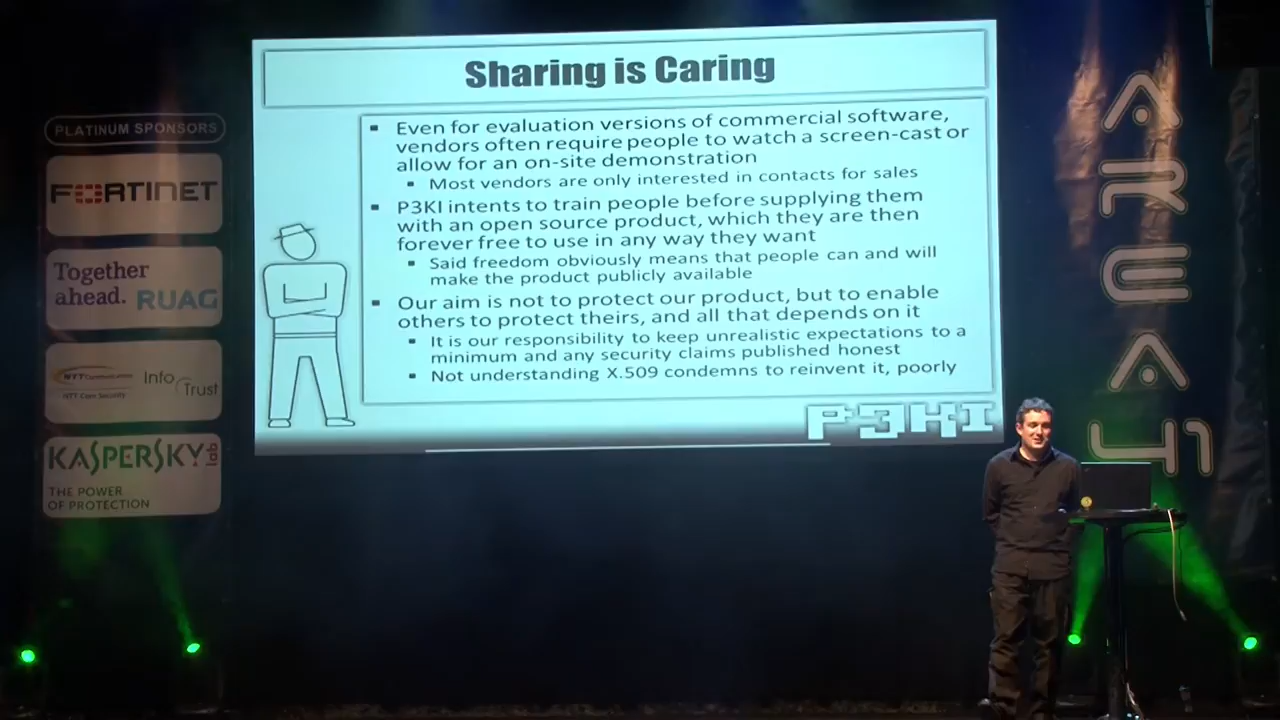 Sharing is Caring
Even for evaluation versions of commercial software,
vendors often require people to watch a screen-cast or
allow for an on-site demonstration
Most vendors are only interested in contacts for sales
P3KI intents to train people before supplying them
with an open source product, which they are then
forever free to use in any way they want
Said freedom obviously means that people can and will
make the product publicly available
Our aim is not to protect our product, but to enable
others to protect theirs, and all that depends on it
It is our responsibility to keep unrealistic expectations to a
minimum and any security claims published honest
Not understanding X.509 condemns to reinvent it, poorly
P3KI
PLATINUM SPONSORS
FORTINET
Together
ahead. RUAG
NTT Communications
NTT Com Security
Info Trust
KASPERSKY lab
THE POWER
OF PROTECTION
AREA41